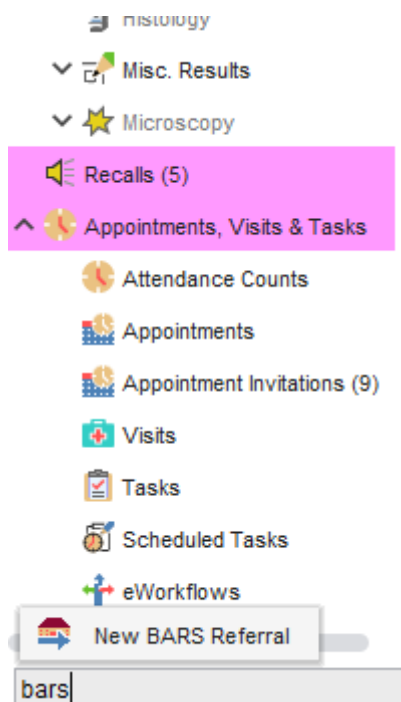 Histology
Misc. Results
Microscopy
Recalls (5)
Appointments, Visits & Tasks
Attendance Counts
Appointments
Appointment Invitations (9)
Visits
Tasks
Scheduled Tasks
eWorkflows
New BARS Referral
bars